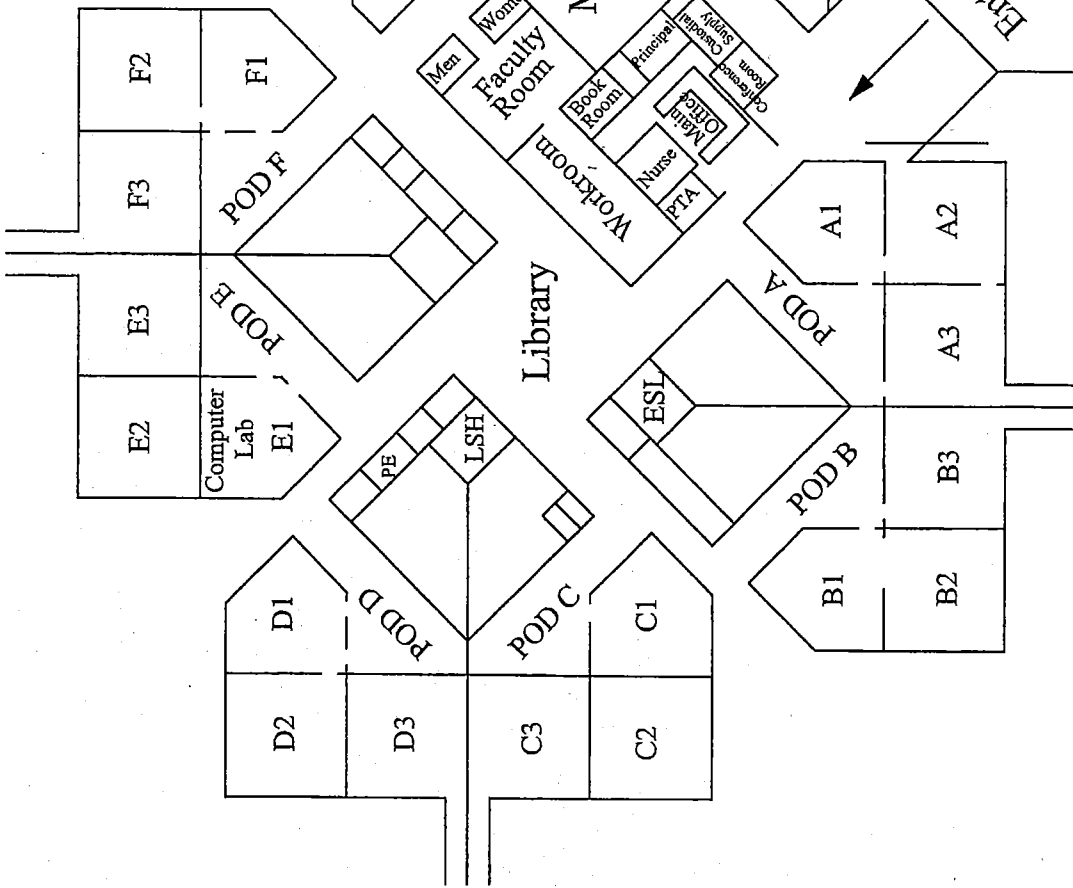 F2
F1
F3
POD F
E3
POD E
E2
Computer
Lab
E1
Men
Faculty
Room
Book
Room
Principal
Custodial
Supply
Conference
Room
Main
Office
Nurse
PTA
Workroom
Library
A1
A2
A3
POD A
ESL
POD B
B3
B1
B2
PE
LSH
D1
D2
D3
POD D
POD C
C3
C1
C2